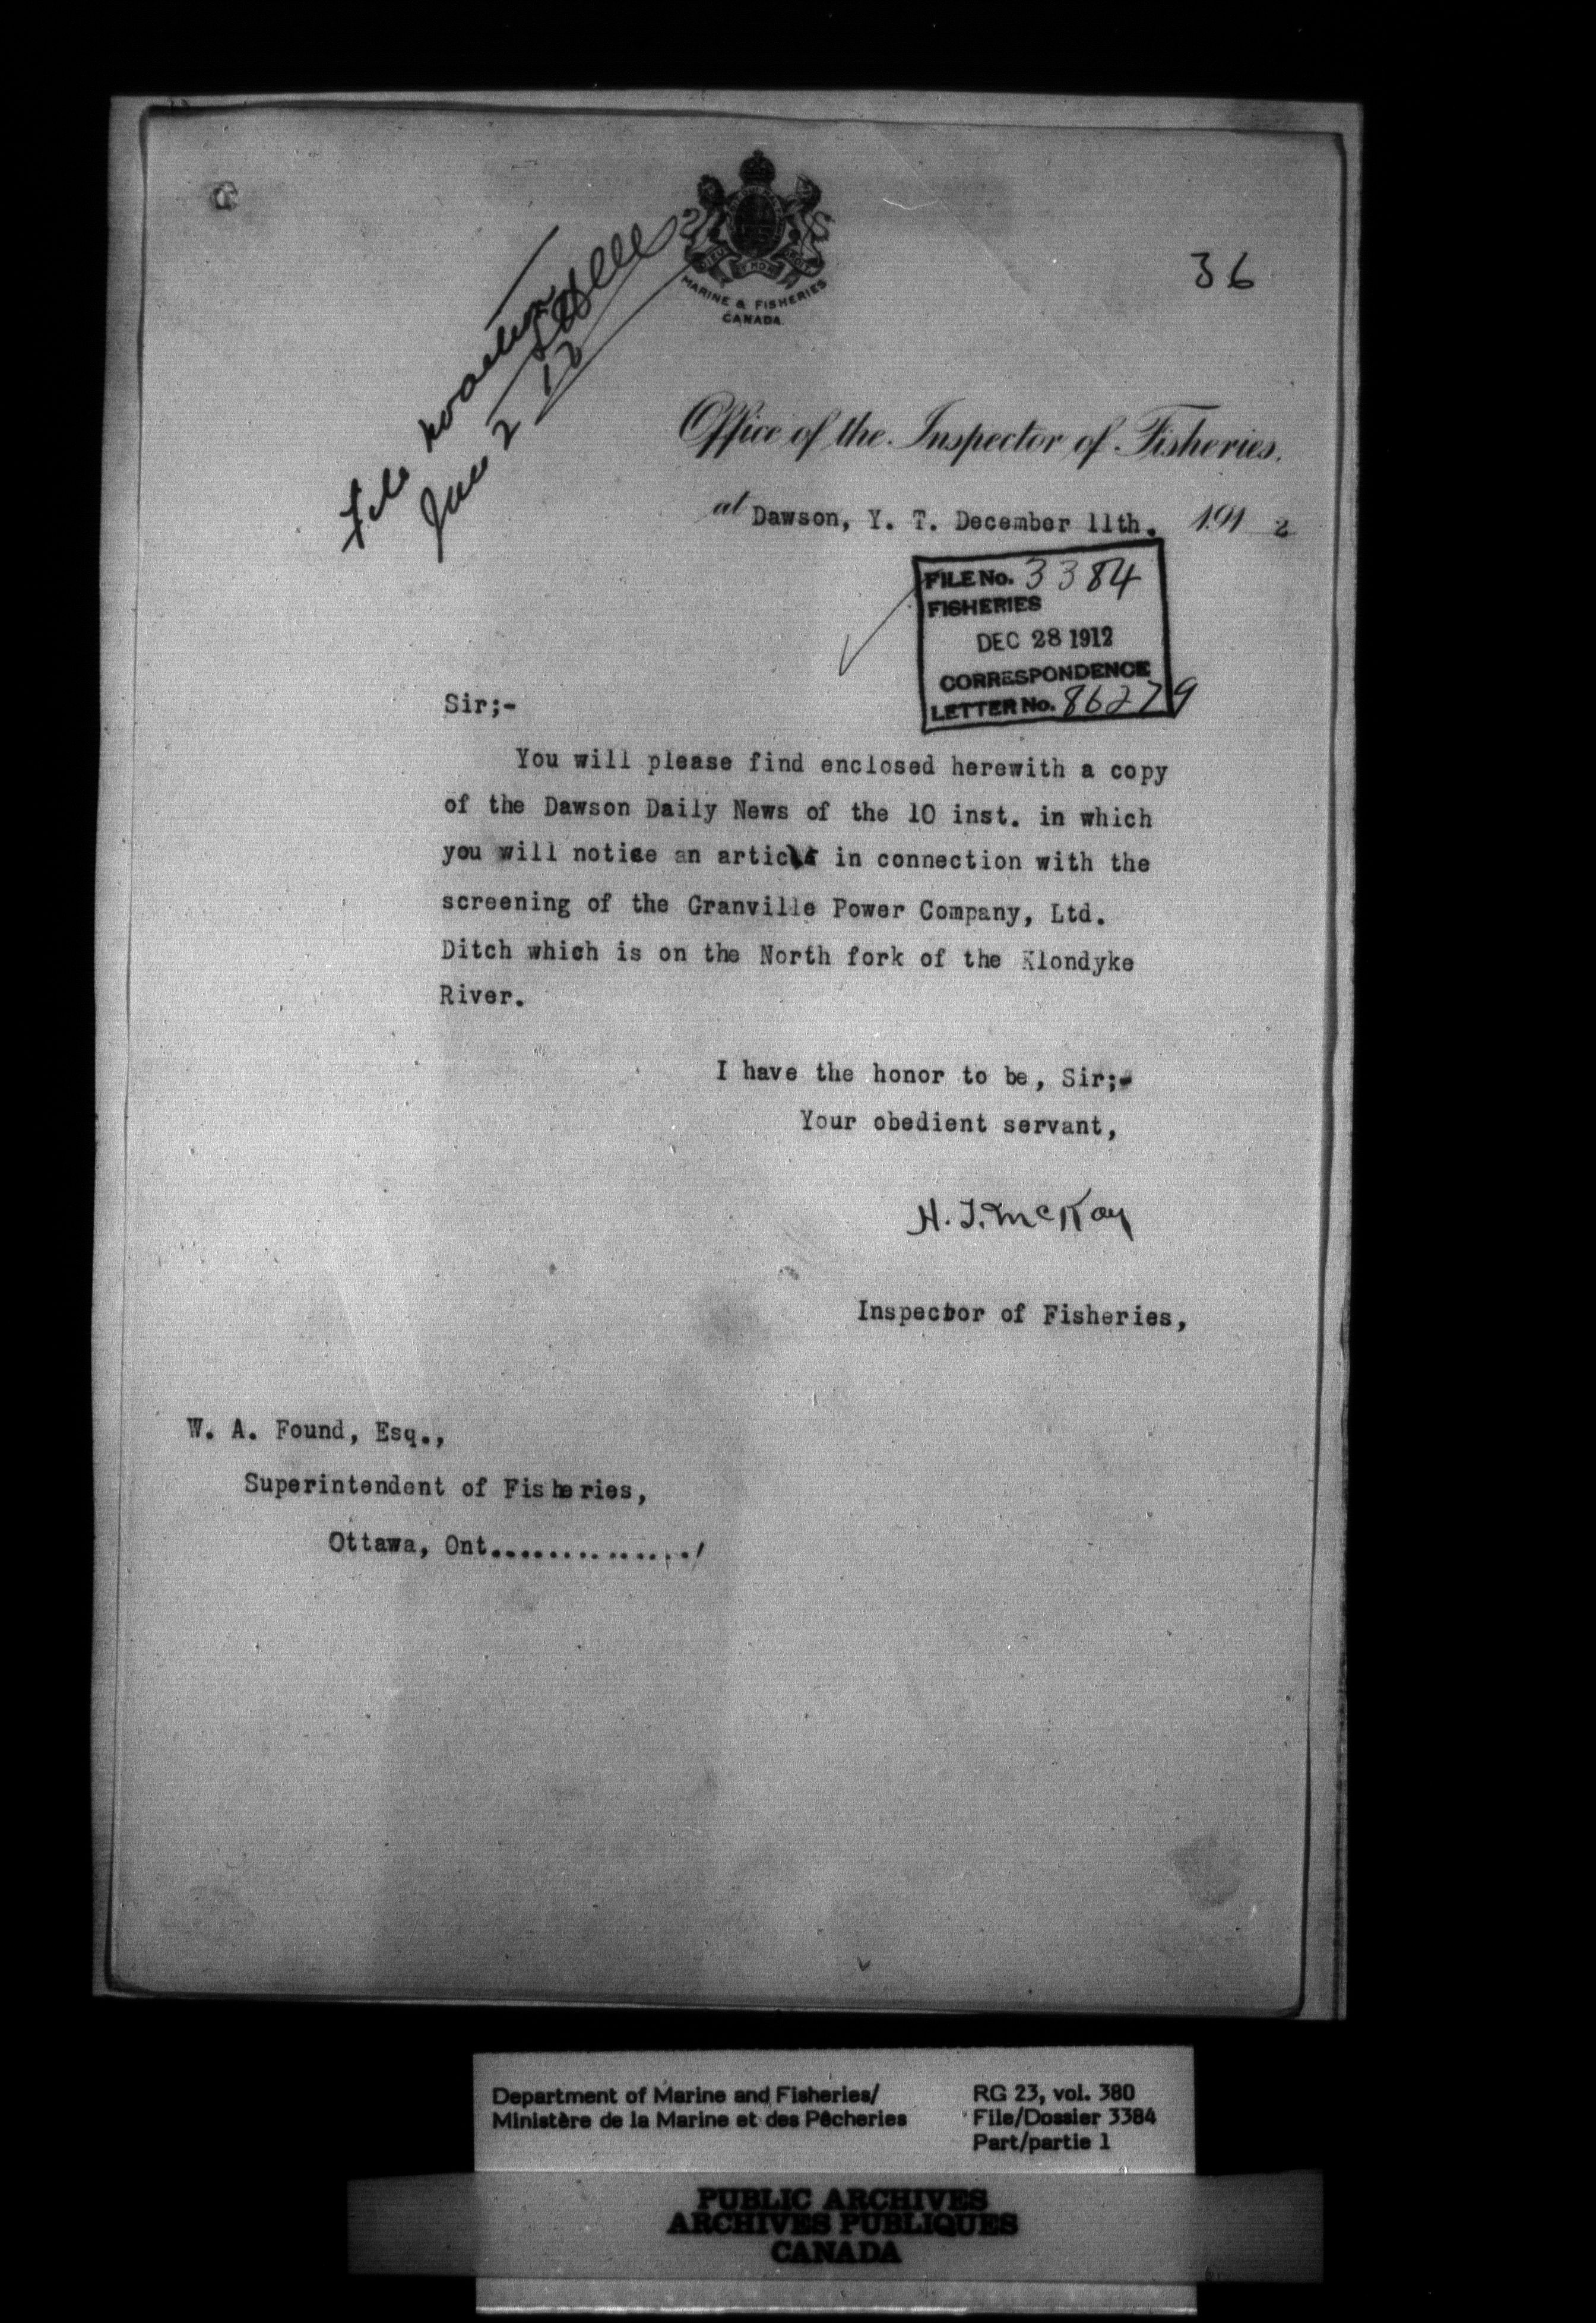 36
MARINE & FISHERIES
CANADA.
File
Jan 2 12
Office of the Inspector of Fisheries.
at Dawson, Y. T. December 11th. 1912
FILE No. 3384
FISHERIES
DEC 28 1912
CORRESPONDENCE
LETTER No. 86279
Sir;-
You will please find enclosed herewith a copy
of the Dawson Daily News of the 10 inst. in which
you will notice an article in connection with the
screening of the Granville Power Company, Ltd.
Ditch which is on the North fork of the Klondyke
River.
I have the honor to be, Sir;-
Your obedient servant,
H. T. McKay
Inspector of Fisheries,
W. A. Found, Esq.,
Superintendent of Fisheries,
Ottawa, Ont..............
Department of Marine and Fisheries/
Ministère de la Marine et des Pêcheries
RG 23, vol. 380
File/Dossier 3384
Part/partie 1
PUBLIC ARCHIVES
ARCHIVES PUBLIQUES
CANADA